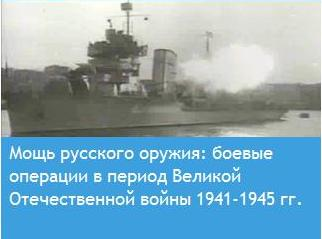 Мощь русского оружия: боевые
операции в период Великой
Отечественной войны 1941-1945 гг.